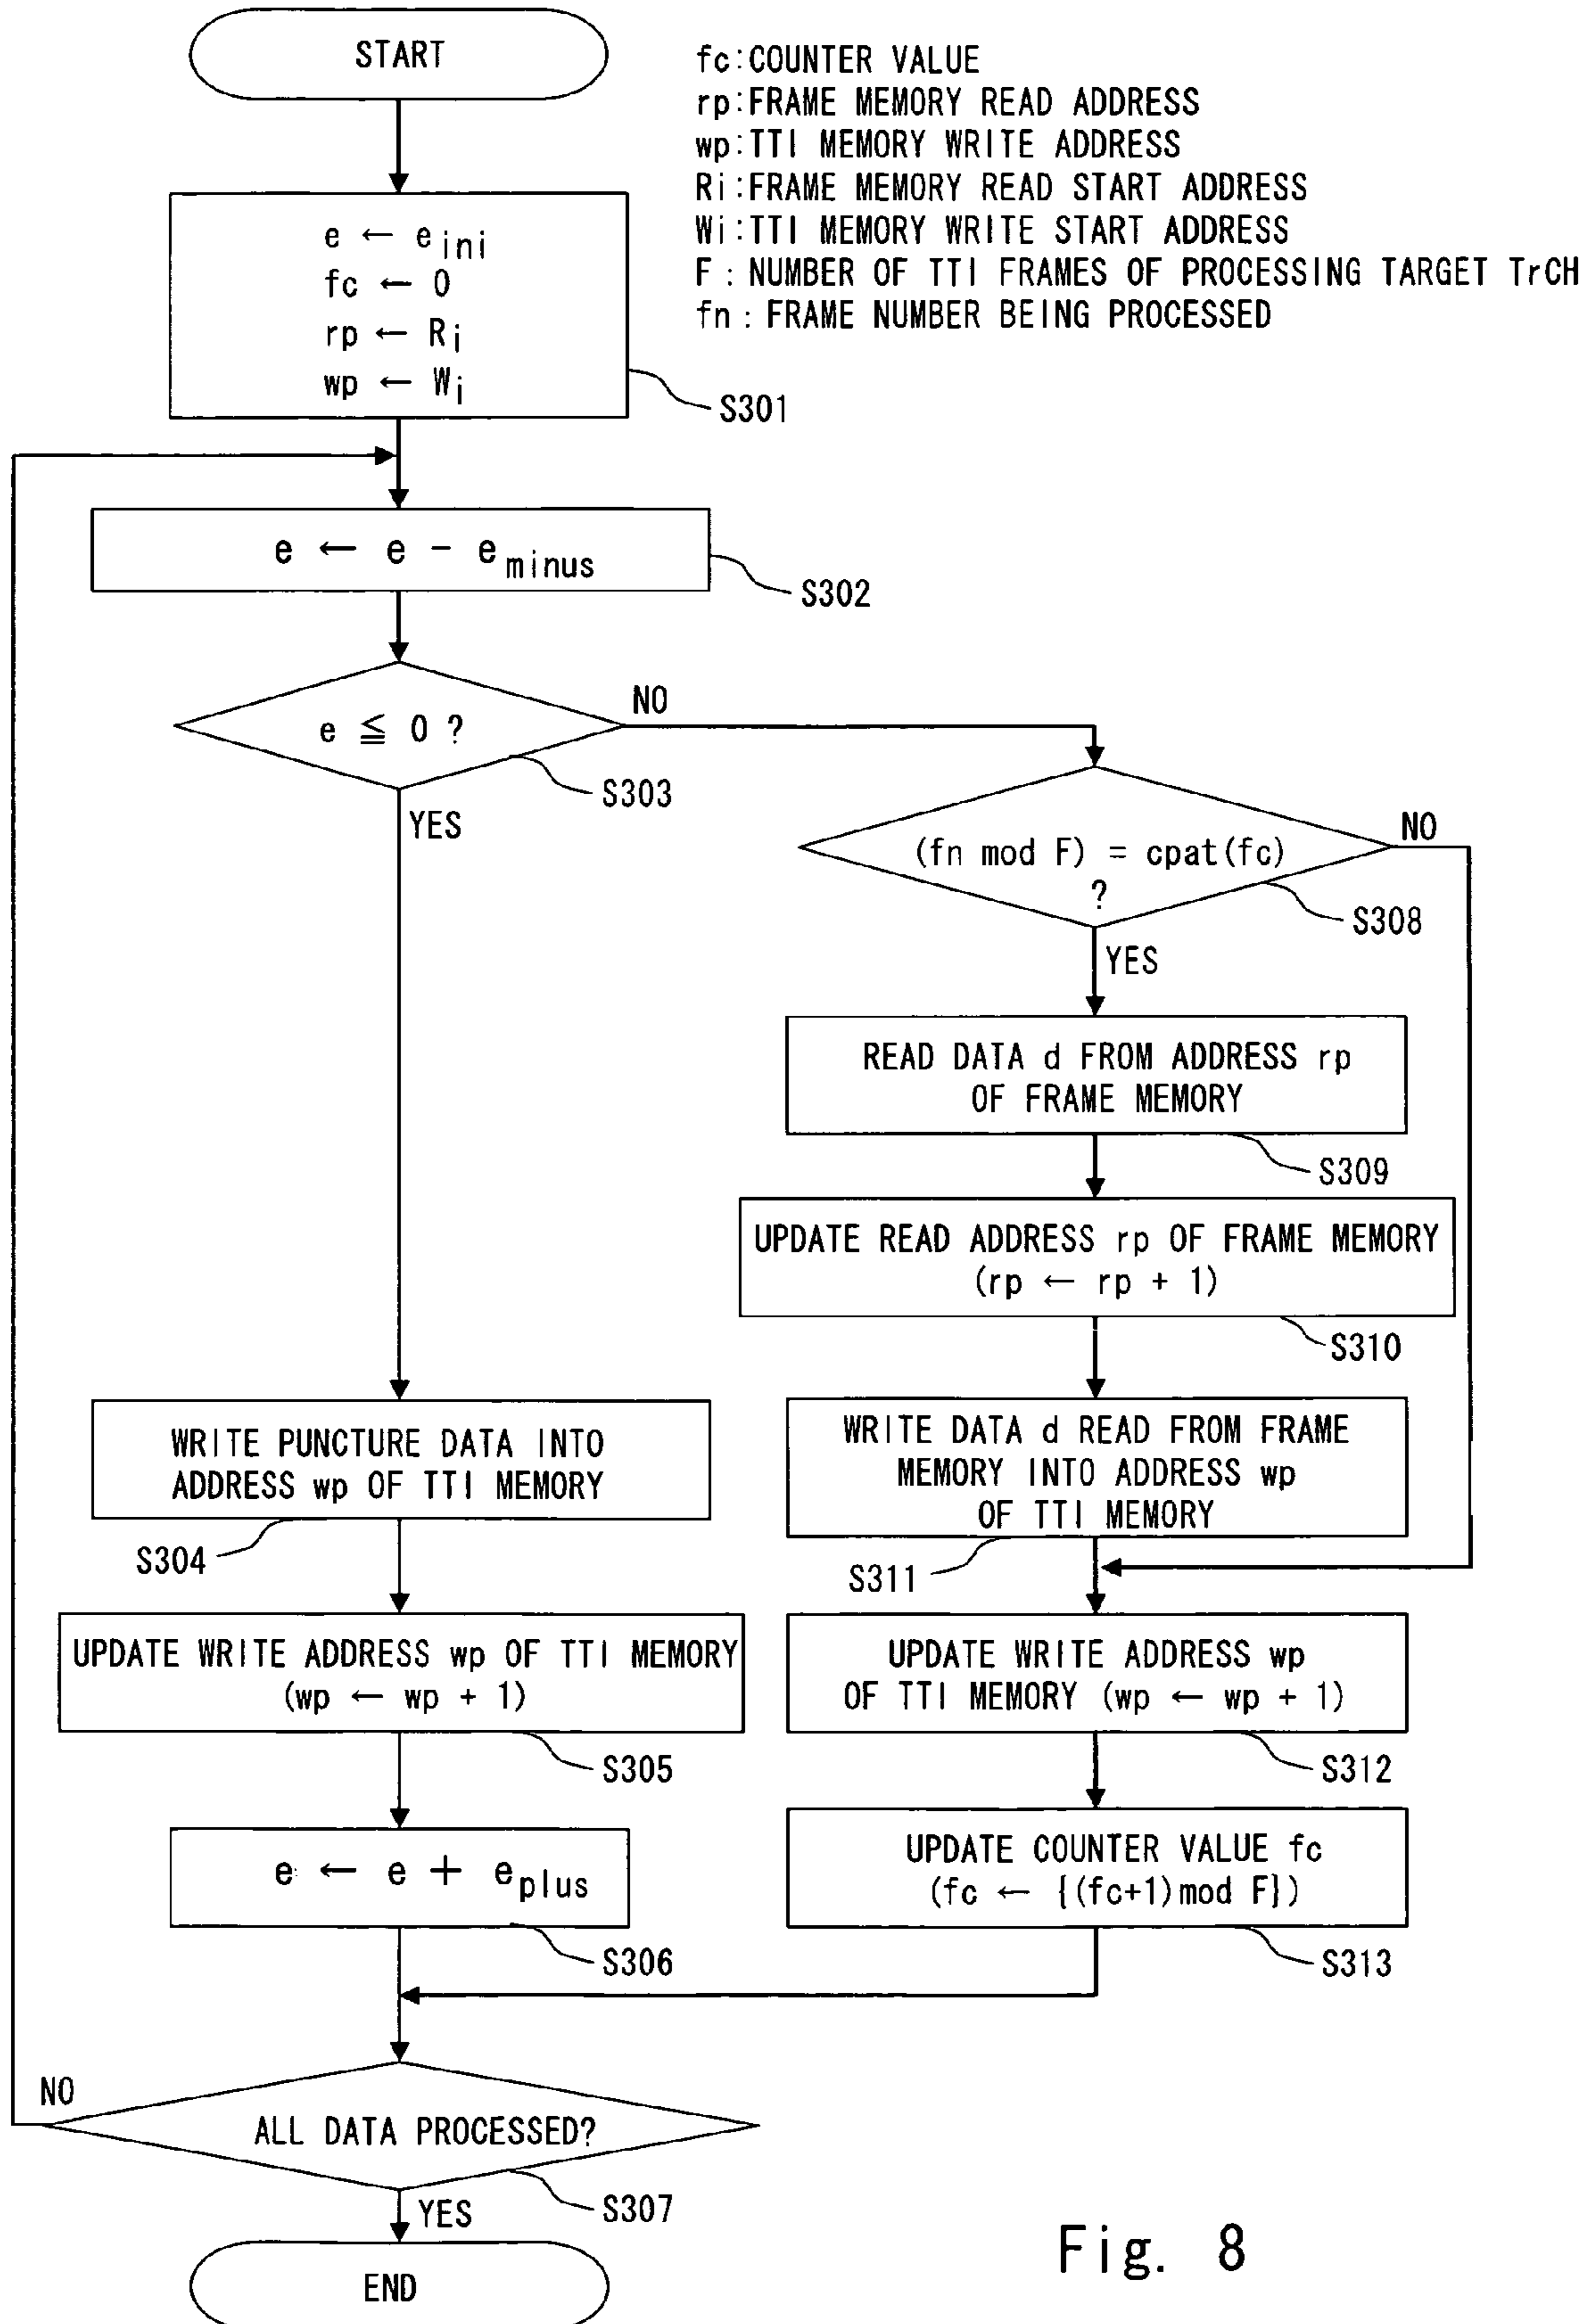 START
fc:COUNTER VALUE
rp:FRAME MEMORY READ ADDRESS
wp:TTI MEMORY WRITE ADDRESS
Ri:FRAME MEMORY READ START ADDRESS
Wi:TTI MEMORY WRITE START ADDRESS
F : NUMBER OF TTI FRAMES OF PROCESSING TARGET TrCH
fn : FRAME NUMBER BEING PROCESSED
e ← eini
fc ← 0
rp ← Ri
wp ← Wi
S301
e ← e - eminus
S302
e ≦ 0 ?
NO
S303
YES
(fn mod F) = cpat(fc)
?
NO
S308
YES
READ DATA d FROM ADDRESS rp
OF FRAME MEMORY
S309
UPDATE READ ADDRESS rp OF FRAME MEMORY
(rp ← rp + 1)
S310
WRITE PUNCTURE DATA INTO
ADDRESS wp OF TTI MEMORY
S304
WRITE DATA d READ FROM FRAME
MEMORY INTO ADDRESS wp
OF TTI MEMORY
S311
UPDATE WRITE ADDRESS wp OF TTI MEMORY
(wp ← wp + 1)
S305
UPDATE WRITE ADDRESS wp
OF TTI MEMORY (wp ← wp + 1)
S312
e ← e + eplus
S306
UPDATE COUNTER VALUE fc
(fc ← {(fc+1)mod F})
S313
NO
ALL DATA PROCESSED?
S307
YES
END
Fig. 8